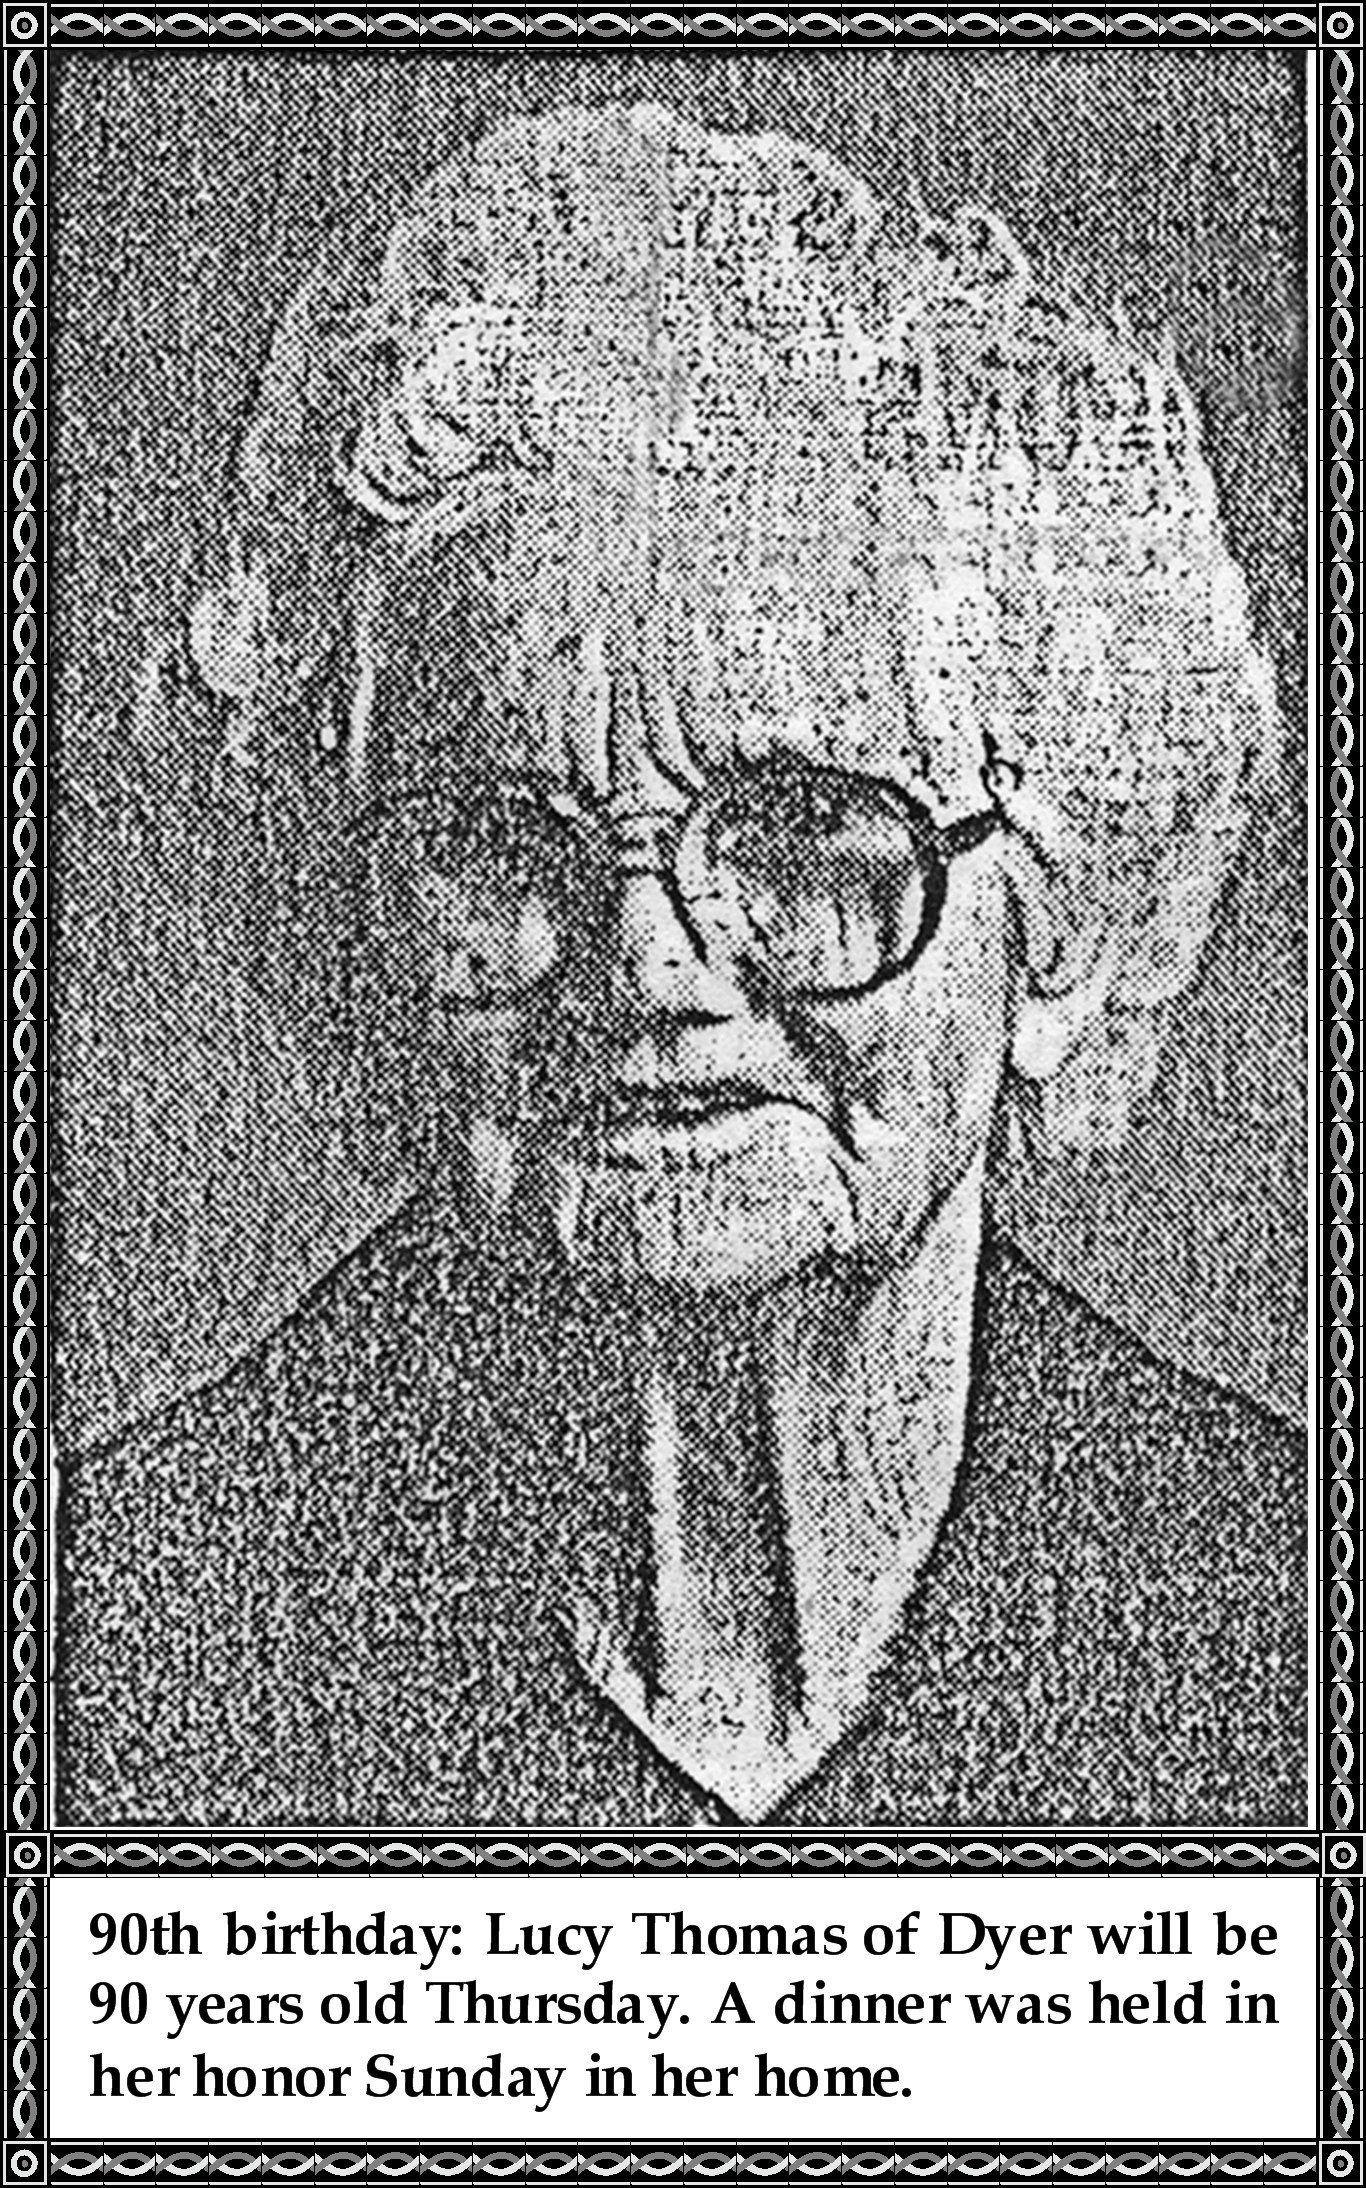 90th birthday: Lucy Thomas of Dyer will be
90 years old Thursday. A dinner was held in
her honor Sunday in her home.